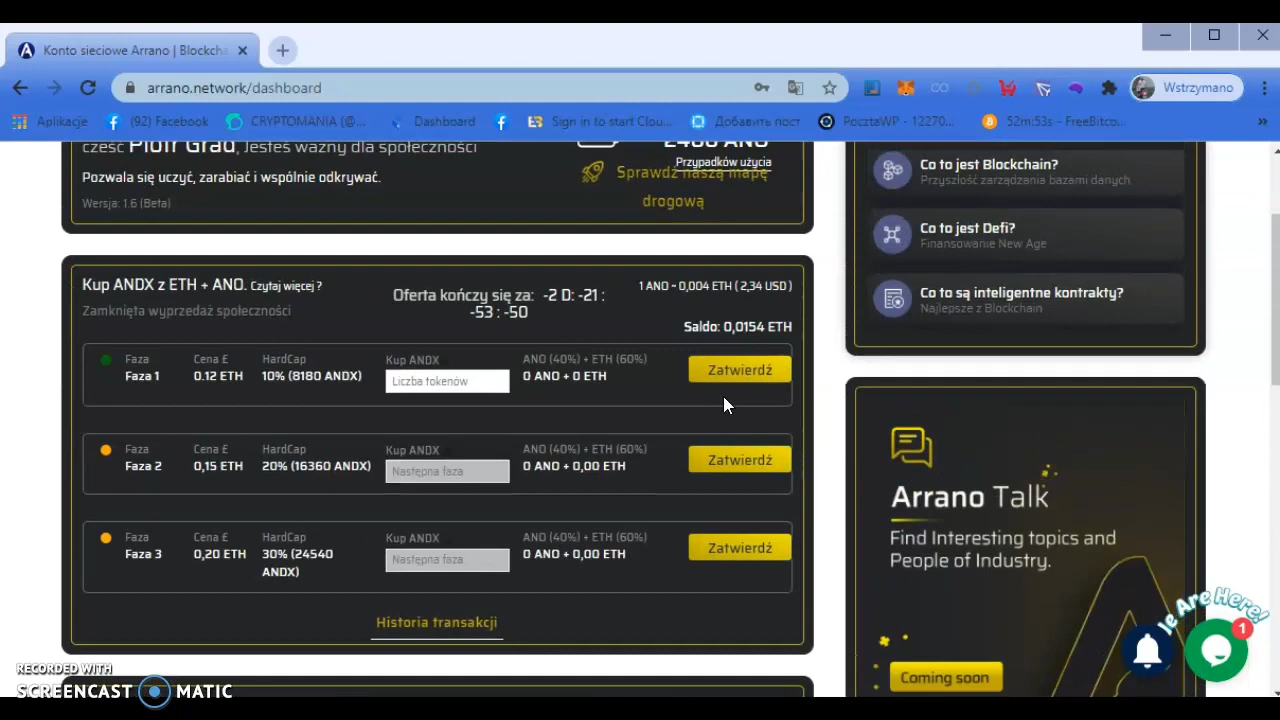 Konto sieciowe Arrano | Blockcha
arrano.network/dashboard
Wstrzymano
Aplikacje
(92) Facebook
CRYPTOMANIA (@...
Dashboard
Sign in to start Clou...
Добавить пост
PocztaWP - 12270...
52m:53s - FreeBitco...
cześć Piotr Grad, Jesteś ważny dla społeczności
Pozwala się uczyć, zarabiać i wspólnie odkrywać.
Wersja: 1.6 (Beta)
Przypadków użycia
Sprawdź naszą mapę
drogową
Co to jest Blockchain?
Przyszłość zarządzania bazami danych
Co to jest Defi?
Finansowanie New Age
Co to są inteligentne kontrakty?
Najlepsze z Blockchain
Kup ANDX z ETH + ANO. Czytaj więcej ?
Zamknięta wyprzedaż społeczności
Oferta kończy się za: -2 D: -21 :
-53 : -50
1 ANO ~ 0,004 ETH ( 2,34 USD )
Saldo: 0,0154 ETH
Faza
Cena £
HardCap
Kup ANDX
ANO (40%) + ETH (60%)
Faza 1
0.12 ETH
10% (8180 ANDX)
Liczba tokenów
0 ANO + 0 ETH
Zatwierdź
Faza
Cena £
HardCap
Kup ANDX
ANO (40%) + ETH (60%)
Faza 2
0,15 ETH
20% (16360 ANDX)
Następna faza
0 ANO + 0,00 ETH
Zatwierdź
Faza
Cena £
HardCap
Kup ANDX
ANO (40%) + ETH (60%)
Faza 3
0,20 ETH
30% (24540
ANDX)
Następna faza
0 ANO + 0,00 ETH
Zatwierdź
Historia transakcji
Arrano Talk
Find Interesting topics and
People of Industry.
Coming soon
We Are Here!
1
RECORDED WITH
SCREENCAST MATIC